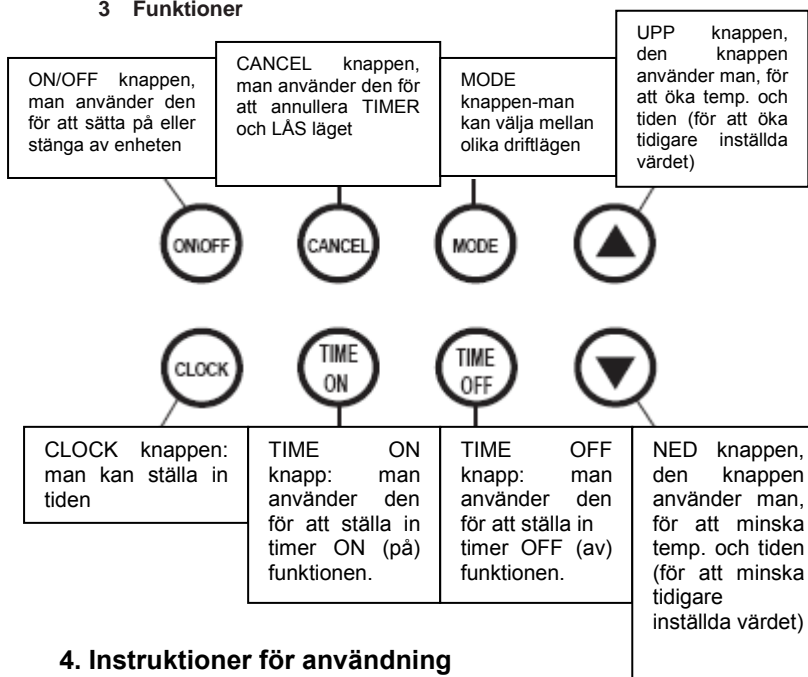 3 Funktioner
ON/OFF knappen,
man använder den
för att sätta på eller
stänga av enheten
CANCEL knappen,
man använder den för
att annullera TIMER
och LÅS läget
MODE
knappen-man
kan välja mellan
olika driftlägen
UPP knappen,
den knappen
använder man, för
att öka temp. och
tiden (för att öka
tidigare inställda
värdet)
ON\OFF
CANCEL
MODE
CLOCK
TIME
ON
TIME
OFF
CLOCK knappen:
man kan ställa in
tiden
TIME ON
knapp: man
använder den
för att ställa in
timer ON (på)
funktionen.
TIME OFF
knapp: man
använder den
för att ställa in
timer OFF (av)
funktionen.
NED knappen,
den knappen
använder man,
för att minska
temp. och tiden
(för att minska
tidigare
inställda värdet)
4. Instruktioner för användning